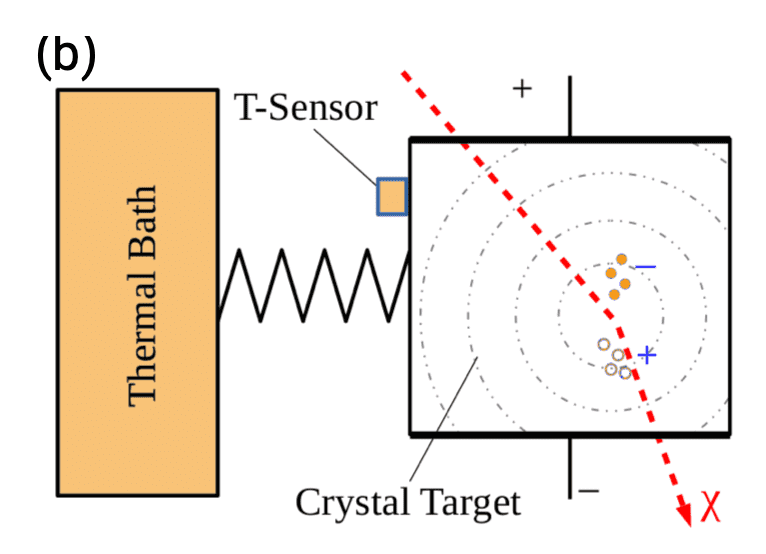 (b)
T-Sensor
+
Thermal Bath
−
+
Crystal Target
−
χ